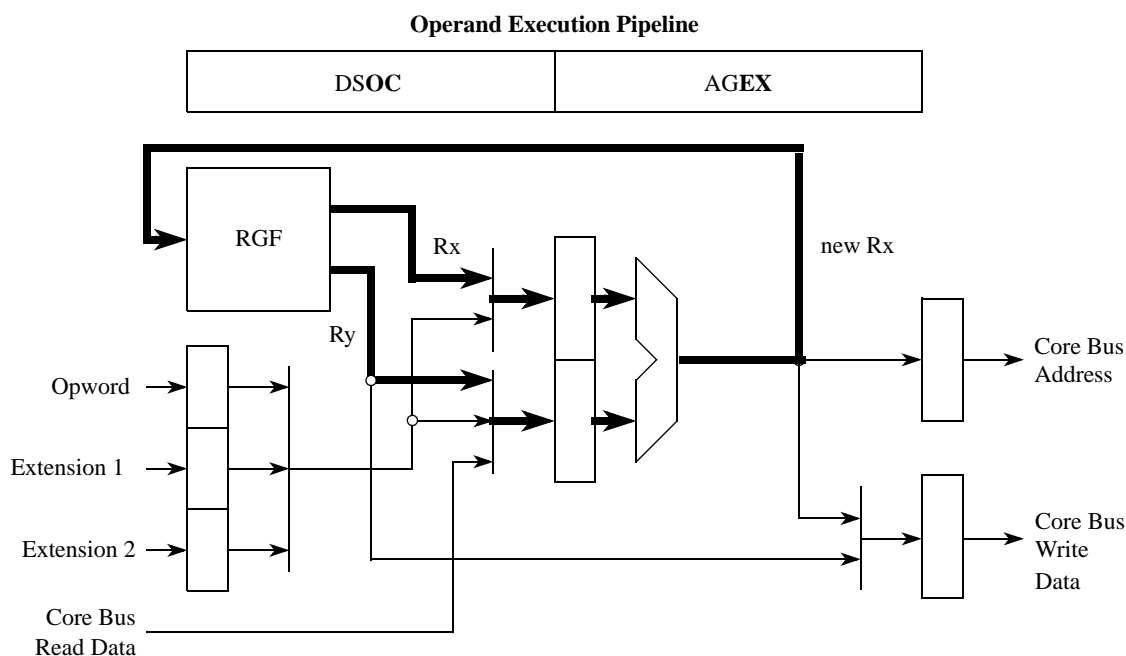 Operand Execution Pipeline
DSOC
AGEX
RGF
Rx
new Rx
Ry
Core Bus
Address
Opword
Extension 1
Extension 2
Core Bus
Write
Data
Core Bus
Read Data